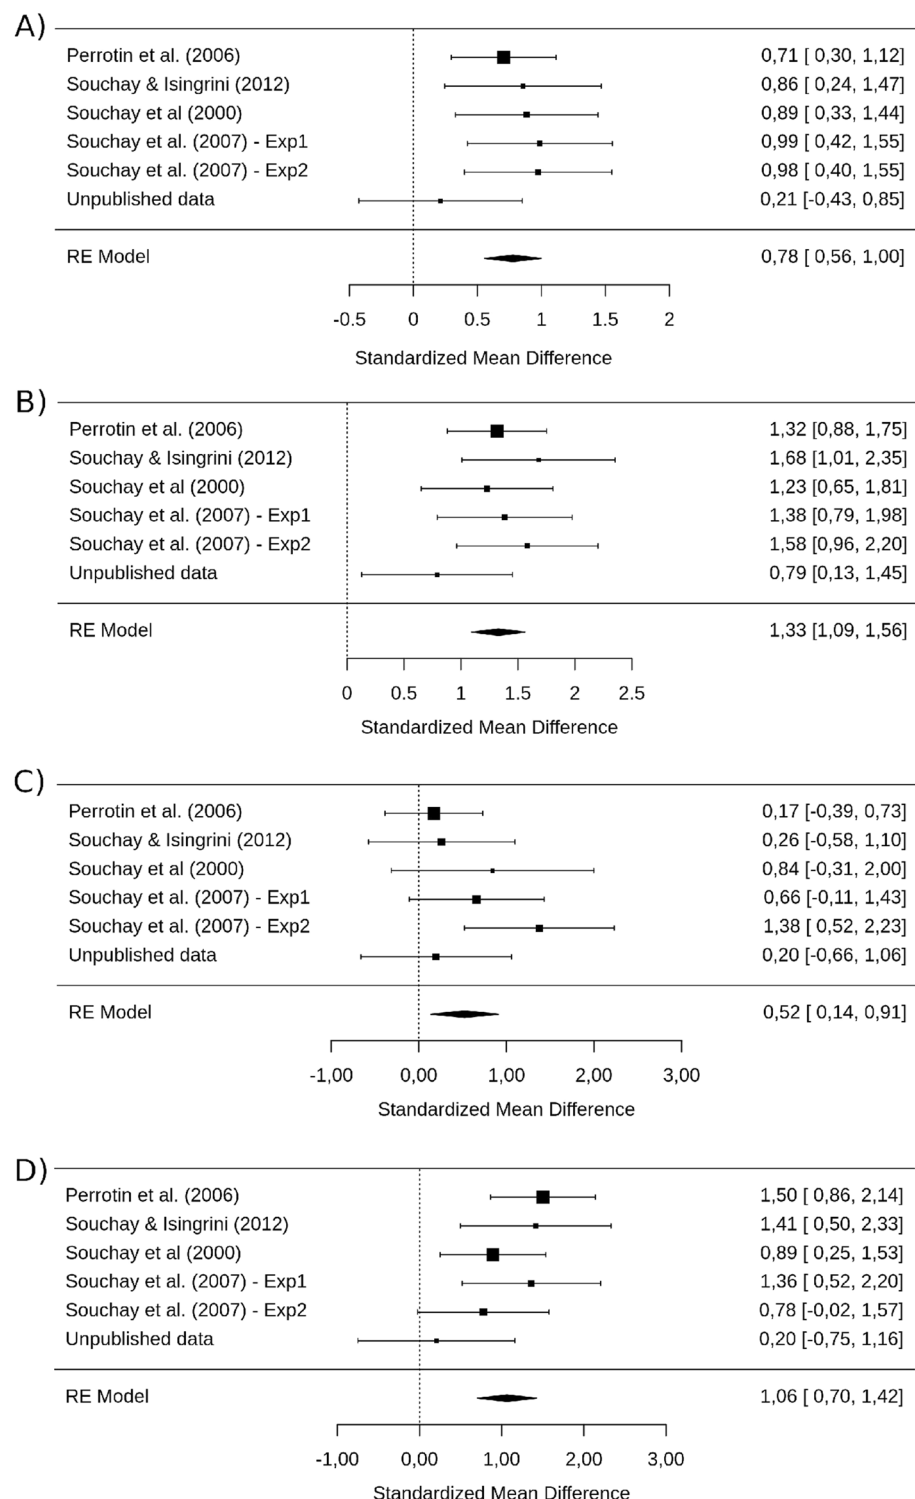 A)
Perrotin et al. (2006) 0,71 [ 0,30, 1,12]
Souchay & Isingrini (2012) 0,86 [ 0,24, 1,47]
Souchay et al (2000) 0,89 [ 0,33, 1,44]
Souchay et al. (2007) - Exp1 0,99 [ 0,42, 1,55]
Souchay et al. (2007) - Exp2 0,98 [ 0,40, 1,55]
Unpublished data 0,21 [-0,43, 0,85]
RE Model 0,78 [ 0,56, 1,00]
-0.5 0 0.5 1 1.5 2
Standardized Mean Difference
B)
Perrotin et al. (2006) 1,32 [0,88, 1,75]
Souchay & Isingrini (2012) 1,68 [1,01, 2,35]
Souchay et al (2000) 1,23 [0,65, 1,81]
Souchay et al. (2007) - Exp1 1,38 [0,79, 1,98]
Souchay et al. (2007) - Exp2 1,58 [0,96, 2,20]
Unpublished data 0,79 [0,13, 1,45]
RE Model 1,33 [1,09, 1,56]
0 0.5 1 1.5 2 2.5
Standardized Mean Difference
C)
Perrotin et al. (2006) 0,17 [-0,39, 0,73]
Souchay & Isingrini (2012) 0,26 [-0,58, 1,10]
Souchay et al (2000) 0,84 [-0,31, 2,00]
Souchay et al. (2007) - Exp1 0,66 [-0,11, 1,43]
Souchay et al. (2007) - Exp2 1,38 [ 0,52, 2,23]
Unpublished data 0,20 [-0,66, 1,06]
RE Model 0,52 [ 0,14, 0,91]
-1,00 0,00 1,00 2,00 3,00
Standardized Mean Difference
D)
Perrotin et al. (2006) 1,50 [ 0,86, 2,14]
Souchay & Isingrini (2012) 1,41 [ 0,50, 2,33]
Souchay et al (2000) 0,89 [ 0,25, 1,53]
Souchay et al. (2007) - Exp1 1,36 [ 0,52, 2,20]
Souchay et al. (2007) - Exp2 0,78 [-0,02, 1,57]
Unpublished data 0,20 [-0,75, 1,16]
RE Model 1,06 [ 0,70, 1,42]
-1,00 0,00 1,00 2,00 3,00
Standardized Mean Difference